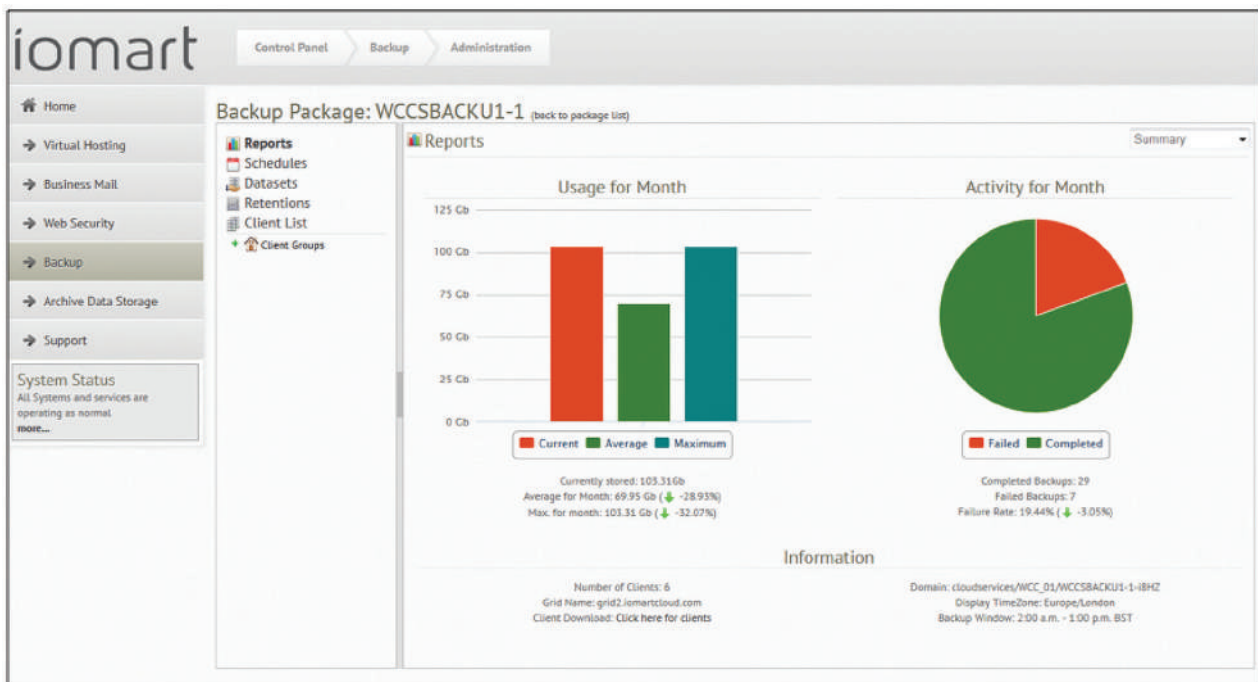 iomart
Control Panel
Backup
Administration
Home
Virtual Hosting
Business Mail
Web Security
Backup
Archive Data Storage
Support
System Status
All Systems and services are
operating as normal
more...
Backup Package: WCCSBACKU1-1 (back to package list)
Reports
Schedules
Datasets
Retentions
Client List
Client Groups
Reports
Summary
Usage for Month
125 Gb
100 Gb
75 Gb
50 Gb
25 Gb
0 Gb
Current Average Maximum
Currently stored: 103.31Gb
Average for Month: 69.95 Gb ( -28.93%)
Max. for month: 103.31 Gb ( -32.07%)
Activity for Month
Failed Completed
Completed Backups: 29
Failed Backups: 7
Failure Rate: 19.44% ( -3.05%)
Information
Number of Clients: 6
Grid Name: grid2.iomartcloud.com
Client Download: Click here for clients
Domain: cloudservices/WCC_01/WCCSBACKU1-1-i8HZ
Display TimeZone: Europe/London
Backup Window: 2:00 a.m. - 1:00 p.m. BST